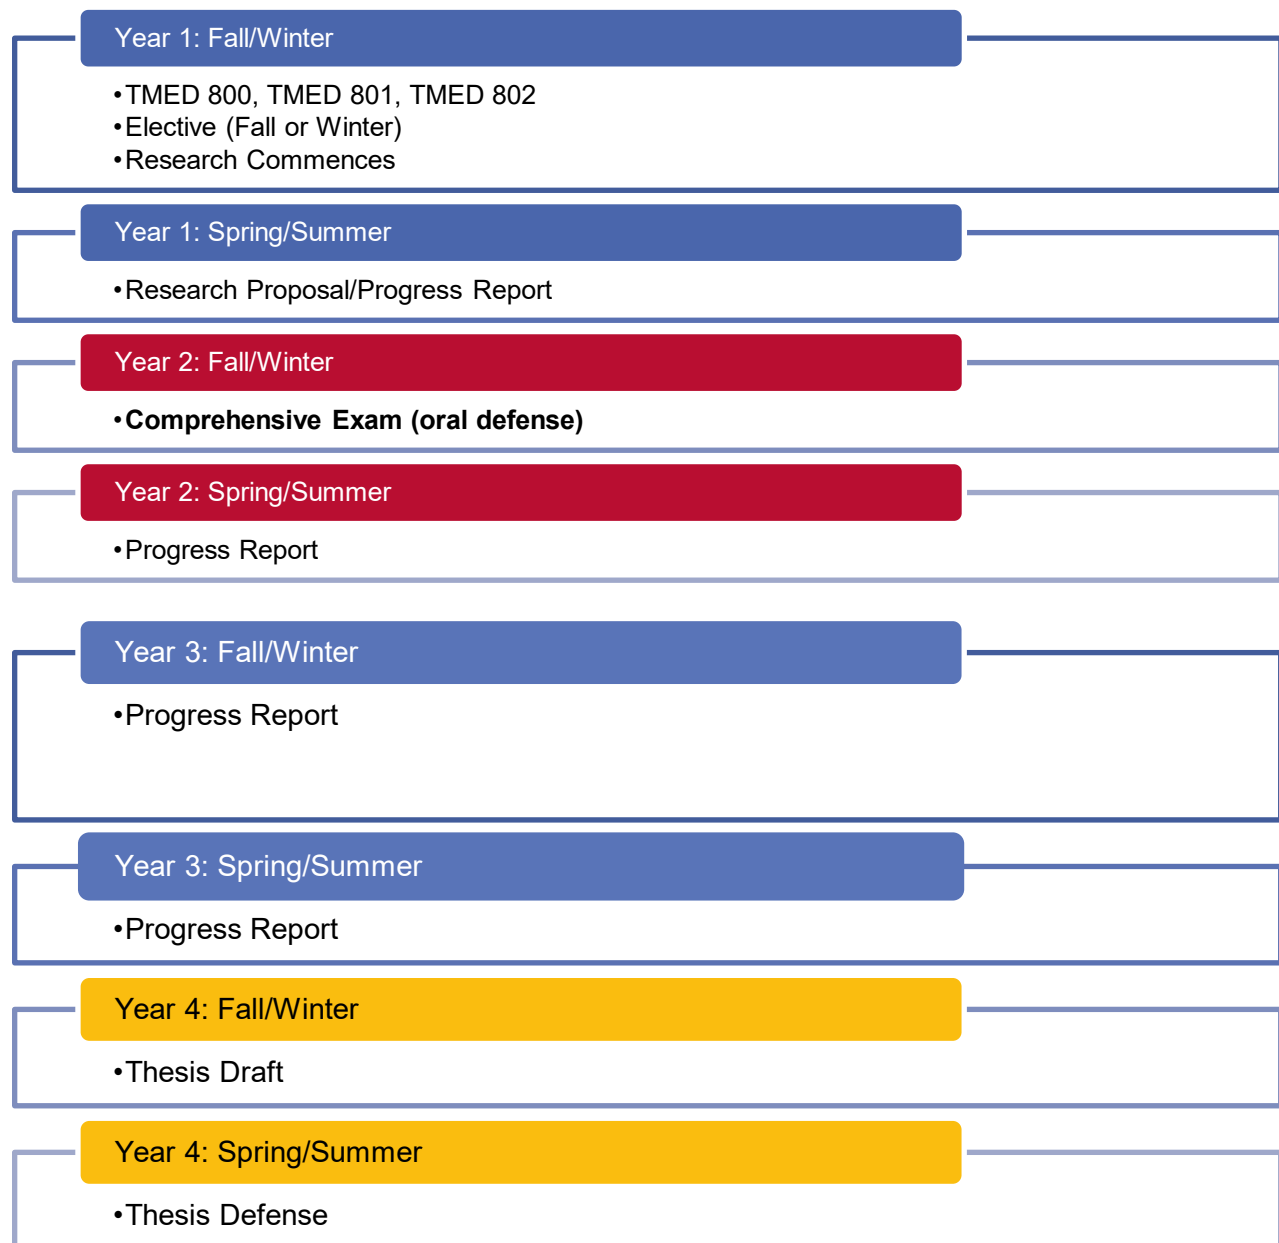 Year 1: Fall/Winter
•TMED 800, TMED 801, TMED 802
•Elective (Fall or Winter)
•Research Commences
Year 1: Spring/Summer
•Research Proposal/Progress Report
Year 2: Fall/Winter
•Comprehensive Exam (oral defense)
Year 2: Spring/Summer
•Progress Report
Year 3: Fall/Winter
•Progress Report
Year 3: Spring/Summer
•Progress Report
Year 4: Fall/Winter
•Thesis Draft
Year 4: Spring/Summer
•Thesis Defense